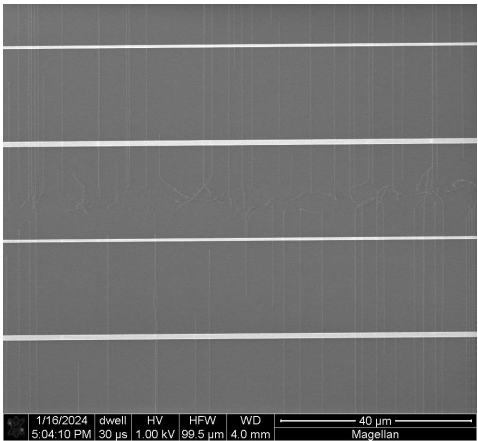 1/16/2024 dwell HV HFW WD 40 μm
5:04:10 PM 30 μs 1.00 kV 99.5 μm 4.0 mm Magellan